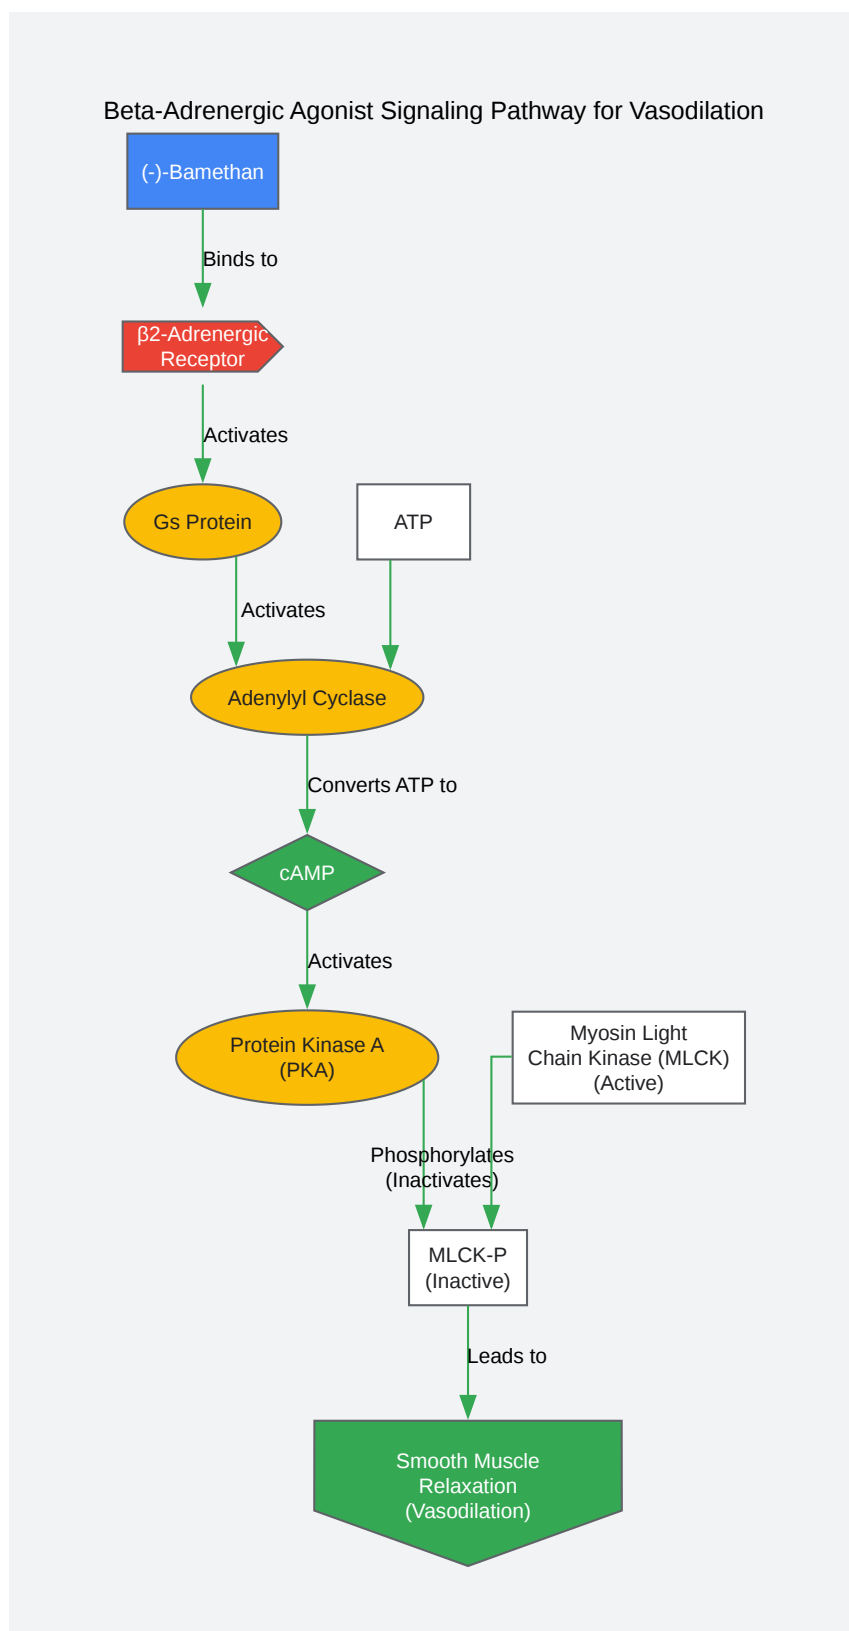 Beta-Adrenergic Agonist Signaling Pathway for Vasodilation
(-)-Bamethan
Binds to
β2-Adrenergic
Receptor
Activates
Gs Protein
ATP
Activates
Adenylyl Cyclase
Converts ATP to
cAMP
Activates
Protein Kinase A
(PKA)
Myosin Light
Chain Kinase (MLCK)
(Active)
Phosphorylates
(Inactivates)
MLCK-P
(Inactive)
Leads to
Smooth Muscle
Relaxation
(Vasodilation)